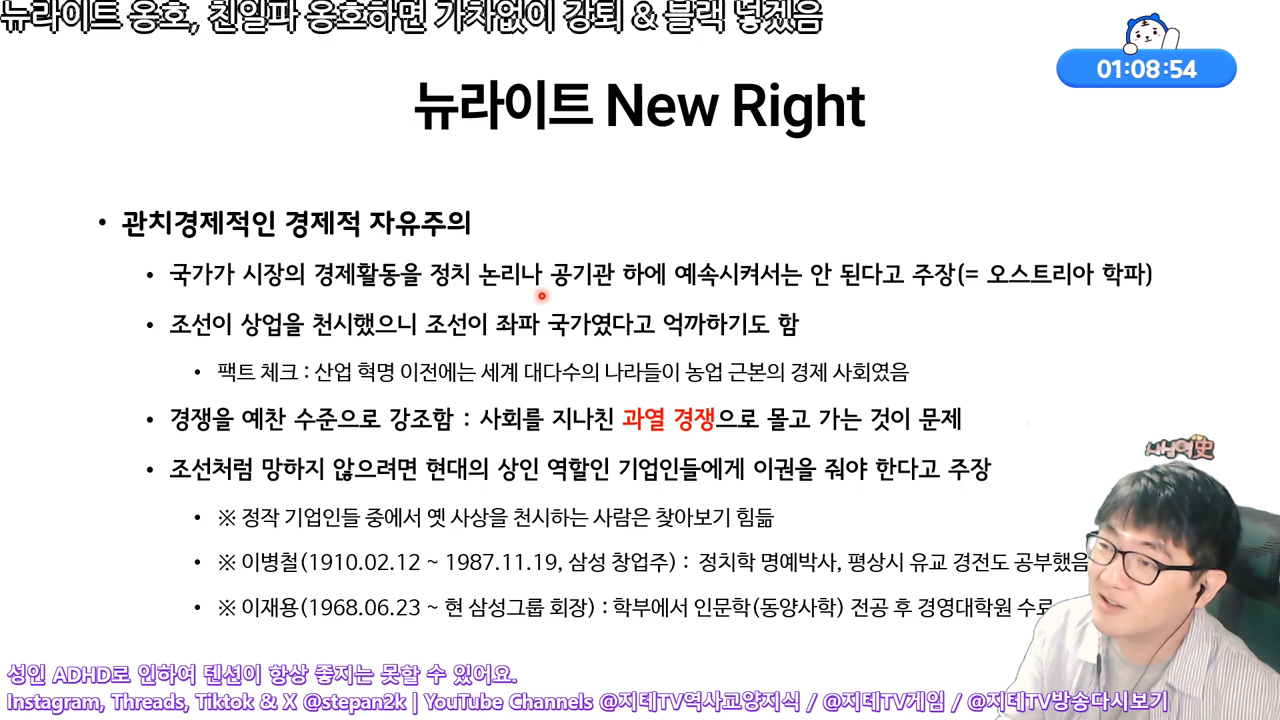 뉴라이트 옹호, 친일파 옹호하면 가차없이 강퇴 & 블랙 넣겠음
01:08:54
뉴라이트 New Right
• 관치경제적인 경제적 자유주의
• 국가가 시장의 경제활동을 정치 논리나 공기관 하에 예속시켜서는 안 된다고 주장(= 오스트리아 학파)
• 조선이 상업을 천시했으니 조선이 좌파 국가였다고 억까하기도 함
• 팩트 체크 : 산업 혁명 이전에는 세계 대다수의 나라들이 농업 근본의 경제 사회였음
• 경쟁을 예찬 수준으로 강조함 : 사회를 지나친 과열 경쟁으로 몰고 가는 것이 문제
• 조선처럼 망하지 않으려면 현대의 상인 역할인 기업인들에게 이권을 줘야 한다고 주장
• ※ 정작 기업인들 중에서 옛 사상을 천시하는 사람은 찾아보기 힘듦
• ※ 이병철(1910.02.12 ~ 1987.11.19, 삼성 창업주) : 정치학 명예박사, 평상시 유교 경전도 공부했음
• ※ 이재용(1968.06.23 ~ 현 삼성그룹 회장) : 학부에서 인문학(동양사학) 전공 후 경영대학원 수료
성인 ADHD로 인하여 텐션이 항상 좋지는 못할 수 있어요.
Instagram, Threads, Tiktok & X @stepan2k | YouTube Channels @지테TV역사교양지식 / @지테TV게임 / @지테TV방송다시보기